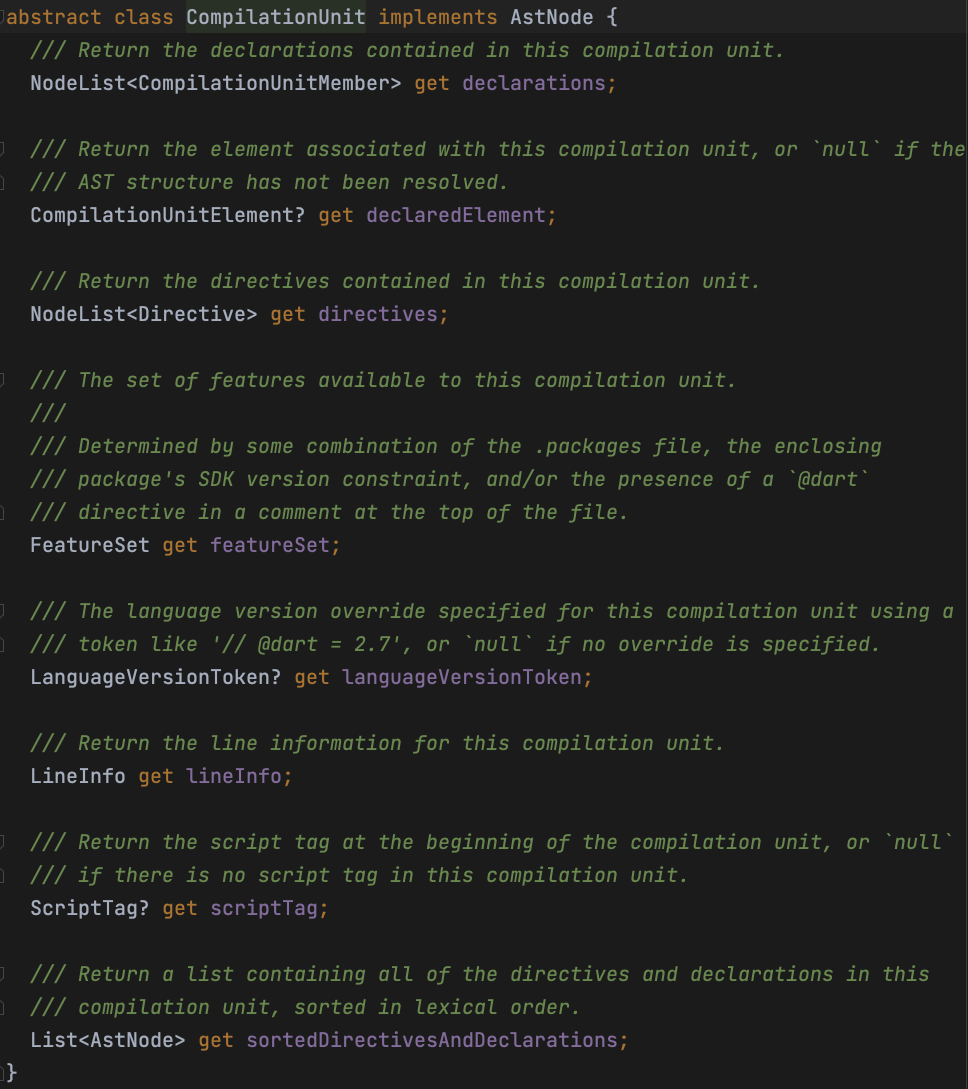 abstract class CompilationUnit implements AstNode {
  /// Return the declarations contained in this compilation unit.
  NodeList<CompilationUnitMember> get declarations;

  /// Return the element associated with this compilation unit, or `null` if the
  /// AST structure has not been resolved.
  CompilationUnitElement? get declaredElement;

  /// Return the directives contained in this compilation unit.
  NodeList<Directive> get directives;

  /// The set of features available to this compilation unit.
  ///
  /// Determined by some combination of the .packages file, the enclosing
  /// package's SDK version constraint, and/or the presence of a `@dart`
  /// directive in a comment at the top of the file.
  FeatureSet get featureSet;

  /// The language version override specified for this compilation unit using a
  /// token like '// @dart = 2.7', or `null` if no override is specified.
  LanguageVersionToken? get languageVersionToken;

  /// Return the line information for this compilation unit.
  LineInfo get lineInfo;

  /// Return the script tag at the beginning of the compilation unit, or `null`
  /// if there is no script tag in this compilation unit.
  ScriptTag? get scriptTag;

  /// Return a list containing all of the directives and declarations in this
  /// compilation unit, sorted in lexical order.
  List<AstNode> get sortedDirectivesAndDeclarations;
}